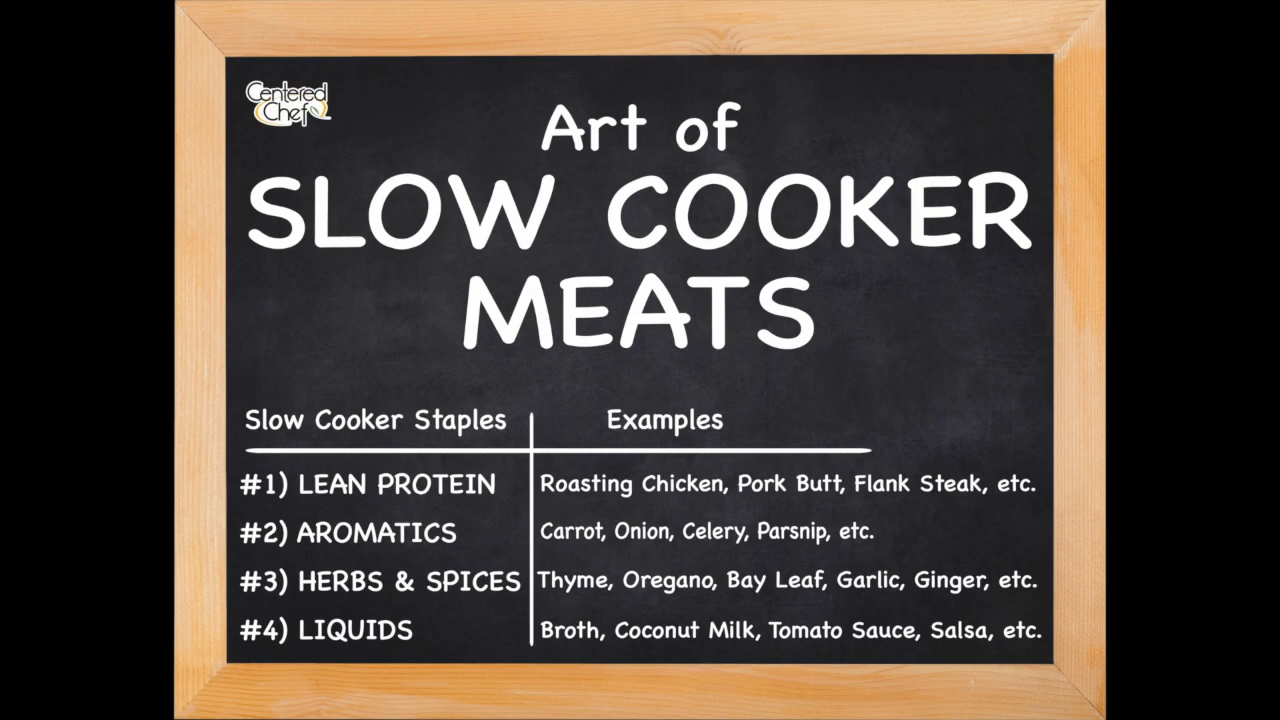 Centered
Chef
Art of
SLOW COOKER
MEATS
Slow Cooker Staples Examples
#1) LEAN PROTEIN Roasting Chicken, Pork Butt, Flank Steak, etc.
#2) AROMATICS Carrot, Onion, Celery, Parsnip, etc.
#3) HERBS & SPICES Thyme, Oregano, Bay Leaf, Garlic, Ginger, etc.
#4) LIQUIDS Broth, Coconut Milk, Tomato Sauce, Salsa, etc.